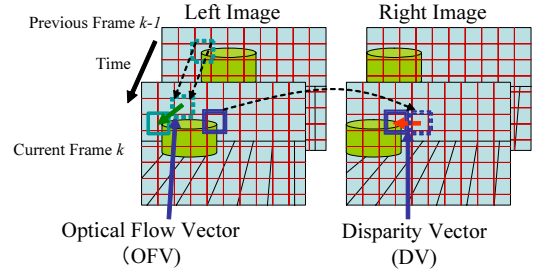 Left Image
Right Image
Previous Frame k-1
Time
Current Frame k
Optical Flow Vector
（OFV）
Disparity Vector
(DV)